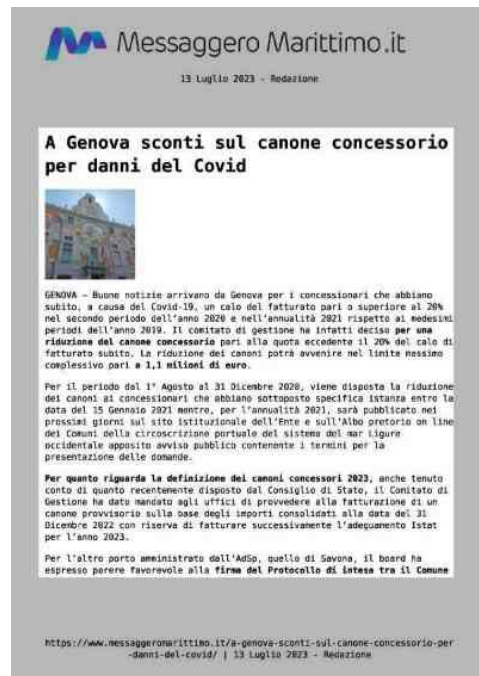 Messaggero Marittimo.it
13 Luglio 2023 - Redazione
A Genova sconti sul canone concessorio
per danni del Covid
GENOVA – Buone notizie arrivano da Genova per i concessionari che abbiano
subito, a causa del Covid-19, un calo del fatturato pari o superiore al 20%
nel secondo periodo dell'anno 2020 e nell'annualità 2021 rispetto ai medesimi
periodi dell'anno 2019. Il comitato di gestione ha infatti deciso per una
riduzione del canone concessorio pari alla quota eccedente il 20% del calo di
fatturato subito. La riduzione dei canoni potrà avvenire nel limite massimo
complessivo pari a 1,1 milioni di euro.
Per il periodo dal 1° Agosto al 31 Dicembre 2020, viene disposta la riduzione
dei canoni ai concessionari che abbiano sottoposto specifica istanza entro la
data del 15 Gennaio 2021 mentre, per l'annualità 2021, sarà pubblicato nei
prossimi giorni sul sito istituzionale dell'Ente e sull'Albo pretorio on line
dei Comuni della circoscrizione portuale del sistema del mar Ligure
occidentale apposito avviso pubblico contenente i termini per la
presentazione delle domande.
Per quanto riguarda la definizione dei canoni concessori 2023, anche tenuto
conto di quanto recentemente disposto dal Consiglio di Stato, il Comitato di
Gestione ha dato mandato agli uffici di provvedere alla fatturazione di un
canone provvisorio sulla base degli importi consolidati alla data del 31
Dicembre 2022 con riserva di fatturare successivamente l'adeguamento Istat
per l'anno 2023.
Per l'altro porto amministrato dall'AdSp, quello di Savona, il board ha
espresso parere favorevole alla firma del Protocollo di intesa tra il Comune
https://www.messaggeromarittimo.it/a-genova-sconti-sul-canone-concessorio-per
-danni-del-covid/ | 13 Luglio 2023 - Redazione